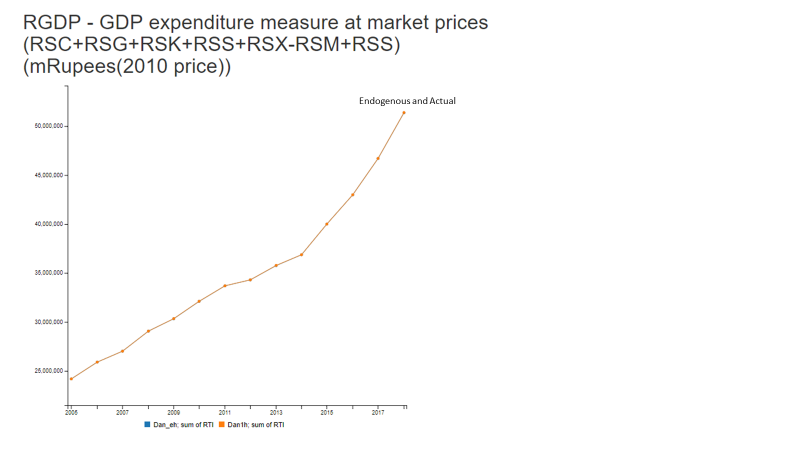 RGDP - GDP expenditure measure at market prices
(RSC+RSG+RSK+RSS+RSX-RSM+RSS)
(mRupees(2010 price))
Endogenous and Actual
50,000,000
45,000,000
40,000,000
35,000,000
30,000,000
25,000,000
2005 2007 2009 2011 2013 2015 2017
Dan_eh; sum of RTI Dan1h; sum of RTI